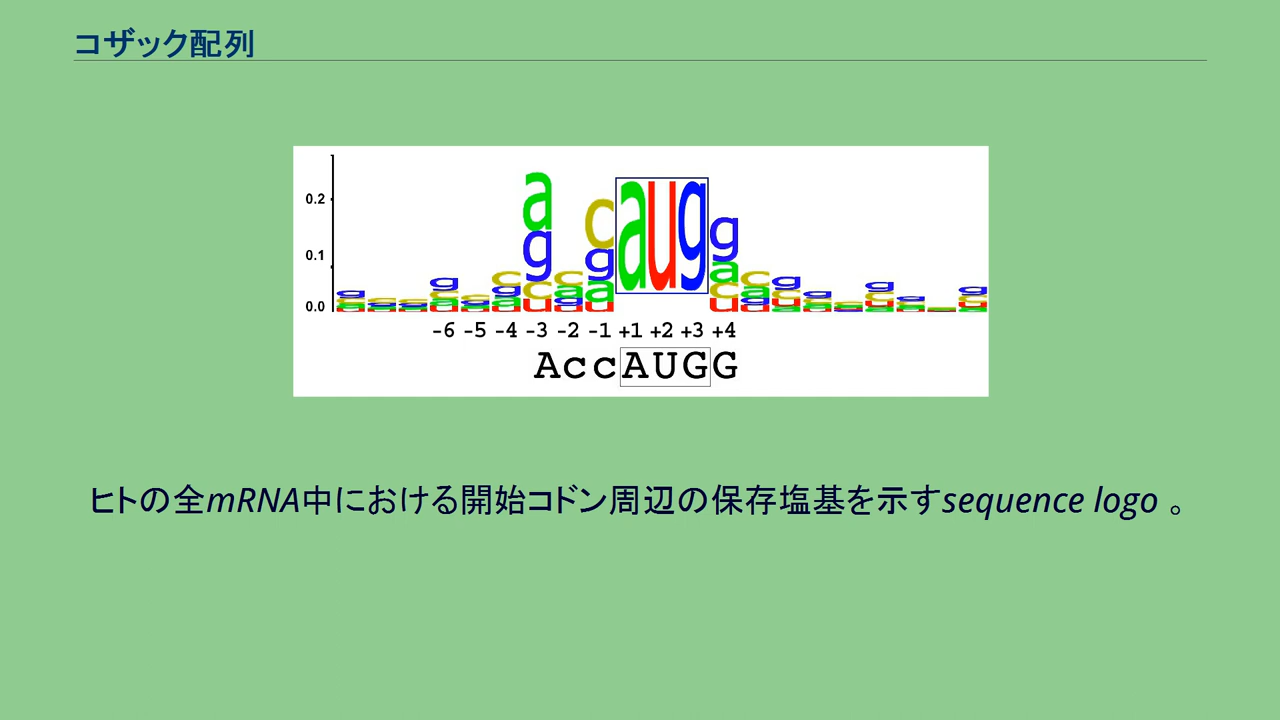 コザック配列
0.2
0.1
0.0
a g c u
c a g
c g a
aug
g a c u
-6 -5 -4 -3 -2 -1 +1 +2 +3 +4
AccAUGG
ヒトの全mRNA中における開始コドン周辺の保存塩基を示すsequence logo 。